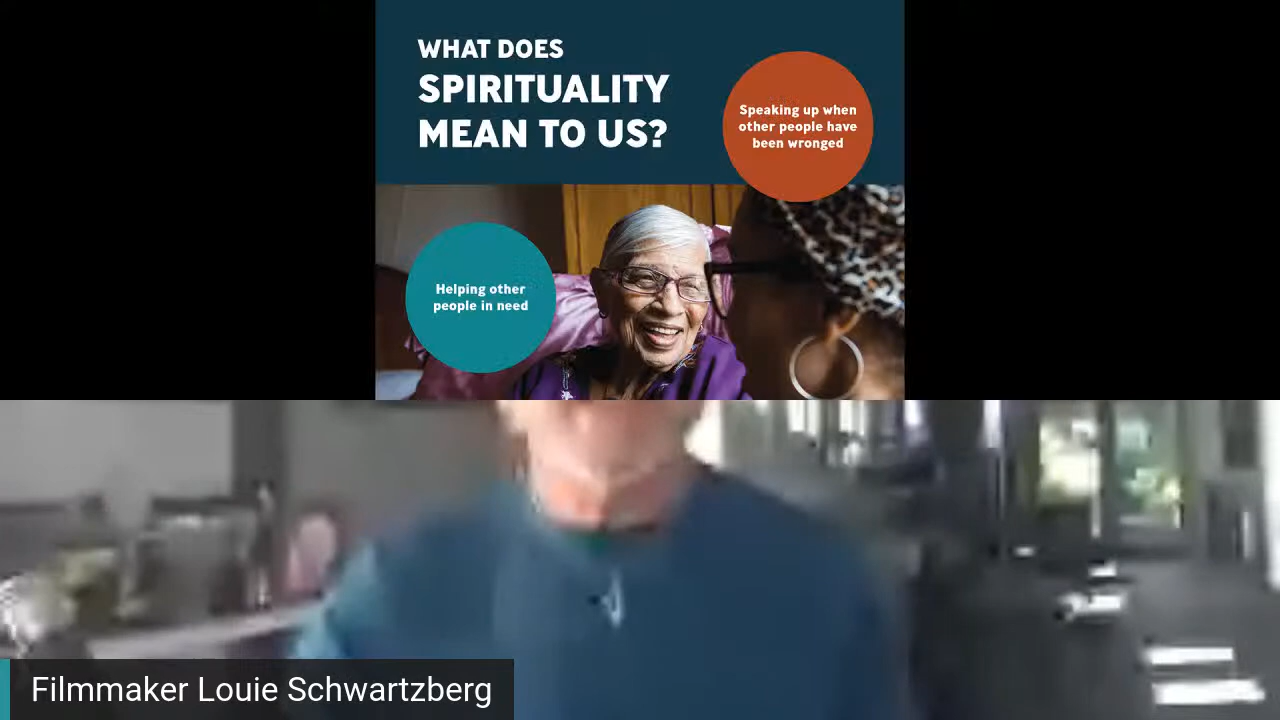 WHAT DOES
SPIRITUALITY
MEAN TO US?
Speaking up when
other people have
been wronged
Helping other
people in need
Filmmaker Louie Schwartzberg